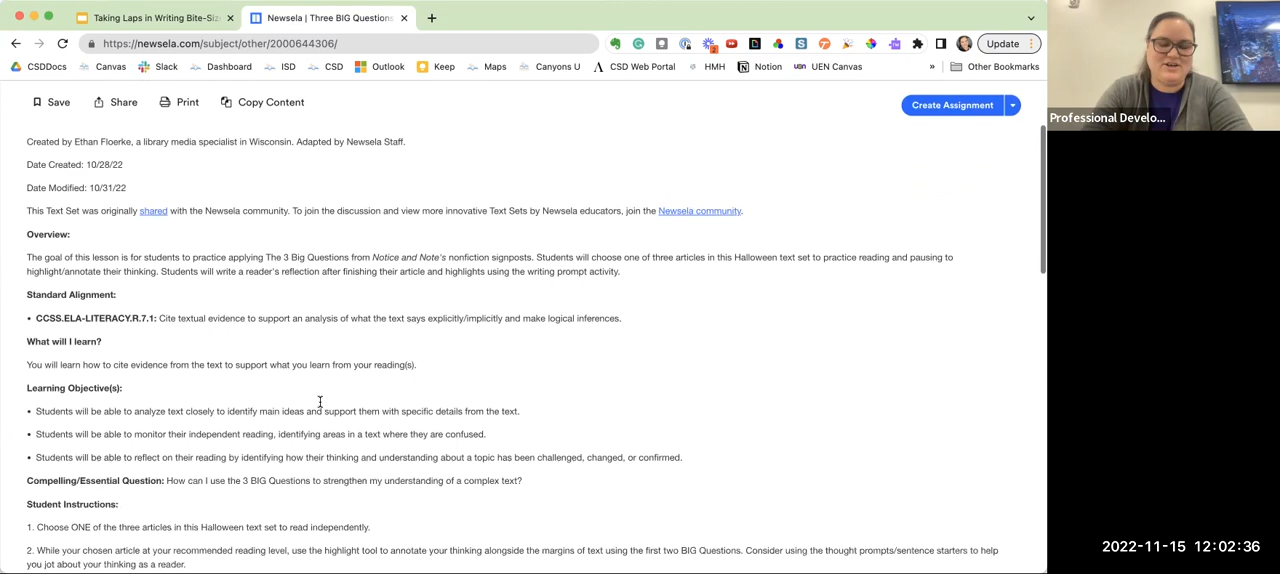 Taking Laps in Writing Bite-Siz
Newsela | Three BIG Questions
https://newsela.com/subject/other/2000644306/
Update
CSDDocs
Canvas
Slack
Dashboard
ISD
CSD
Outlook
Keep
Maps
Canyons U
CSD Web Portal
HMH
Notion
UEN Canvas
»
Other Bookmarks
Save
Share
Print
Copy Content
Create Assignment
Professional Develo...
Created by Ethan Floerke, a library media specialist in Wisconsin. Adapted by Newsela Staff.
Date Created: 10/28/22
Date Modified: 10/31/22
This Text Set was originally shared with the Newsela community. To join the discussion and view more innovative Text Sets by Newsela educators, join the Newsela community.
Overview:
The goal of this lesson is for students to practice applying The 3 Big Questions from Notice and Note's nonfiction signposts. Students will choose one of three articles in this Halloween text set to practice reading and pausing to
highlight/annotate their thinking. Students will write a reader's reflection after finishing their article and highlights using the writing prompt activity.
Standard Alignment:
• CCSS.ELA-LITERACY.R.7.1: Cite textual evidence to support an analysis of what the text says explicitly/implicitly and make logical inferences.
What will I learn?
You will learn how to cite evidence from the text to support what you learn from your reading(s).
Learning Objective(s):
• Students will be able to analyze text closely to identify main ideas and support them with specific details from the text.
• Students will be able to monitor their independent reading, identifying areas in a text where they are confused.
• Students will be able to reflect on their reading by identifying how their thinking and understanding about a topic has been challenged, changed, or confirmed.
Compelling/Essential Question: How can I use the 3 BIG Questions to strengthen my understanding of a complex text?
Student Instructions:
1. Choose ONE of the three articles in this Halloween text set to read independently.
2. While your chosen article at your recommended reading level, use the highlight tool to annotate your thinking alongside the margins of text using the first two BIG Questions. Consider using the thought prompts/sentence starters to help
you jot about your thinking as a reader.
2022-11-15 12:02:36